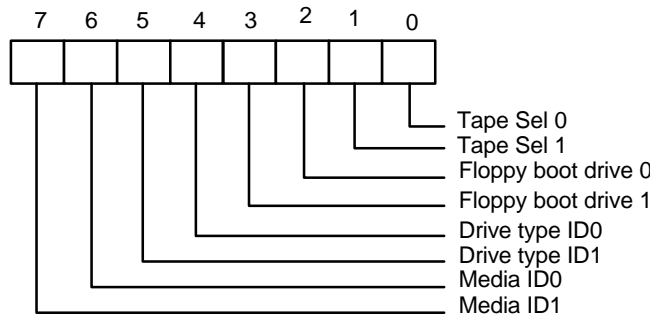 7 6 5 4 3 2 1 0
Tape Sel 0
Tape Sel 1
Floppy boot drive 0
Floppy boot drive 1
Drive type ID0
Drive type ID1
Media ID0
Media ID1